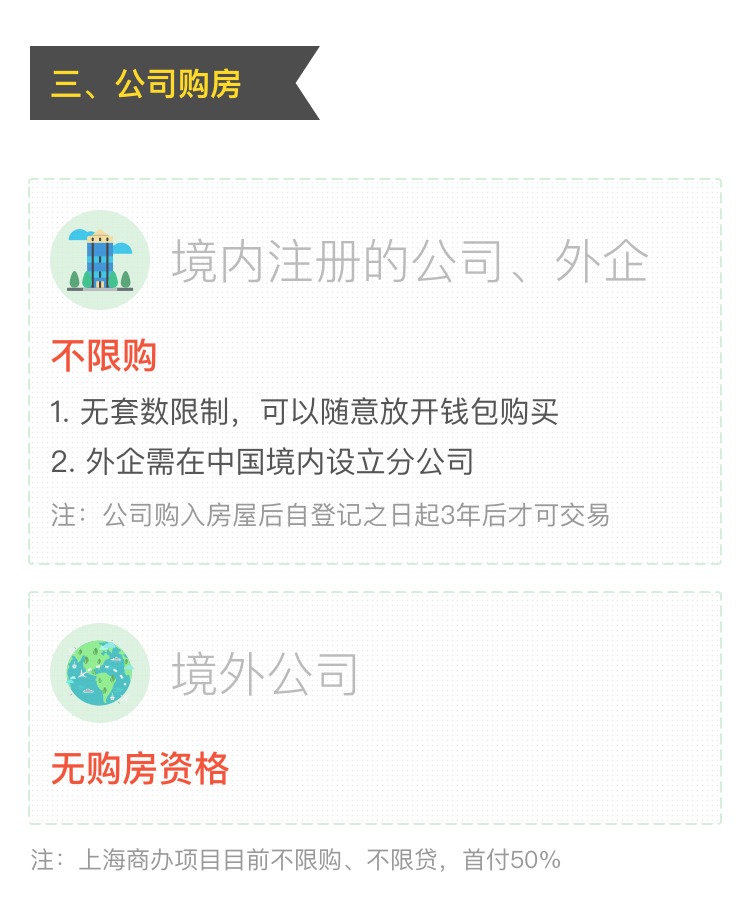 三、公司购房
境内注册的公司、外企
不限购
1. 无套数限制，可以随意放开钱包购买
2. 外企需在中国境内设立分公司
注：公司购入房屋后自登记之日起3年后才可交易
境外公司
无购房资格
注：上海商办项目目前不限购、不限贷，首付50%